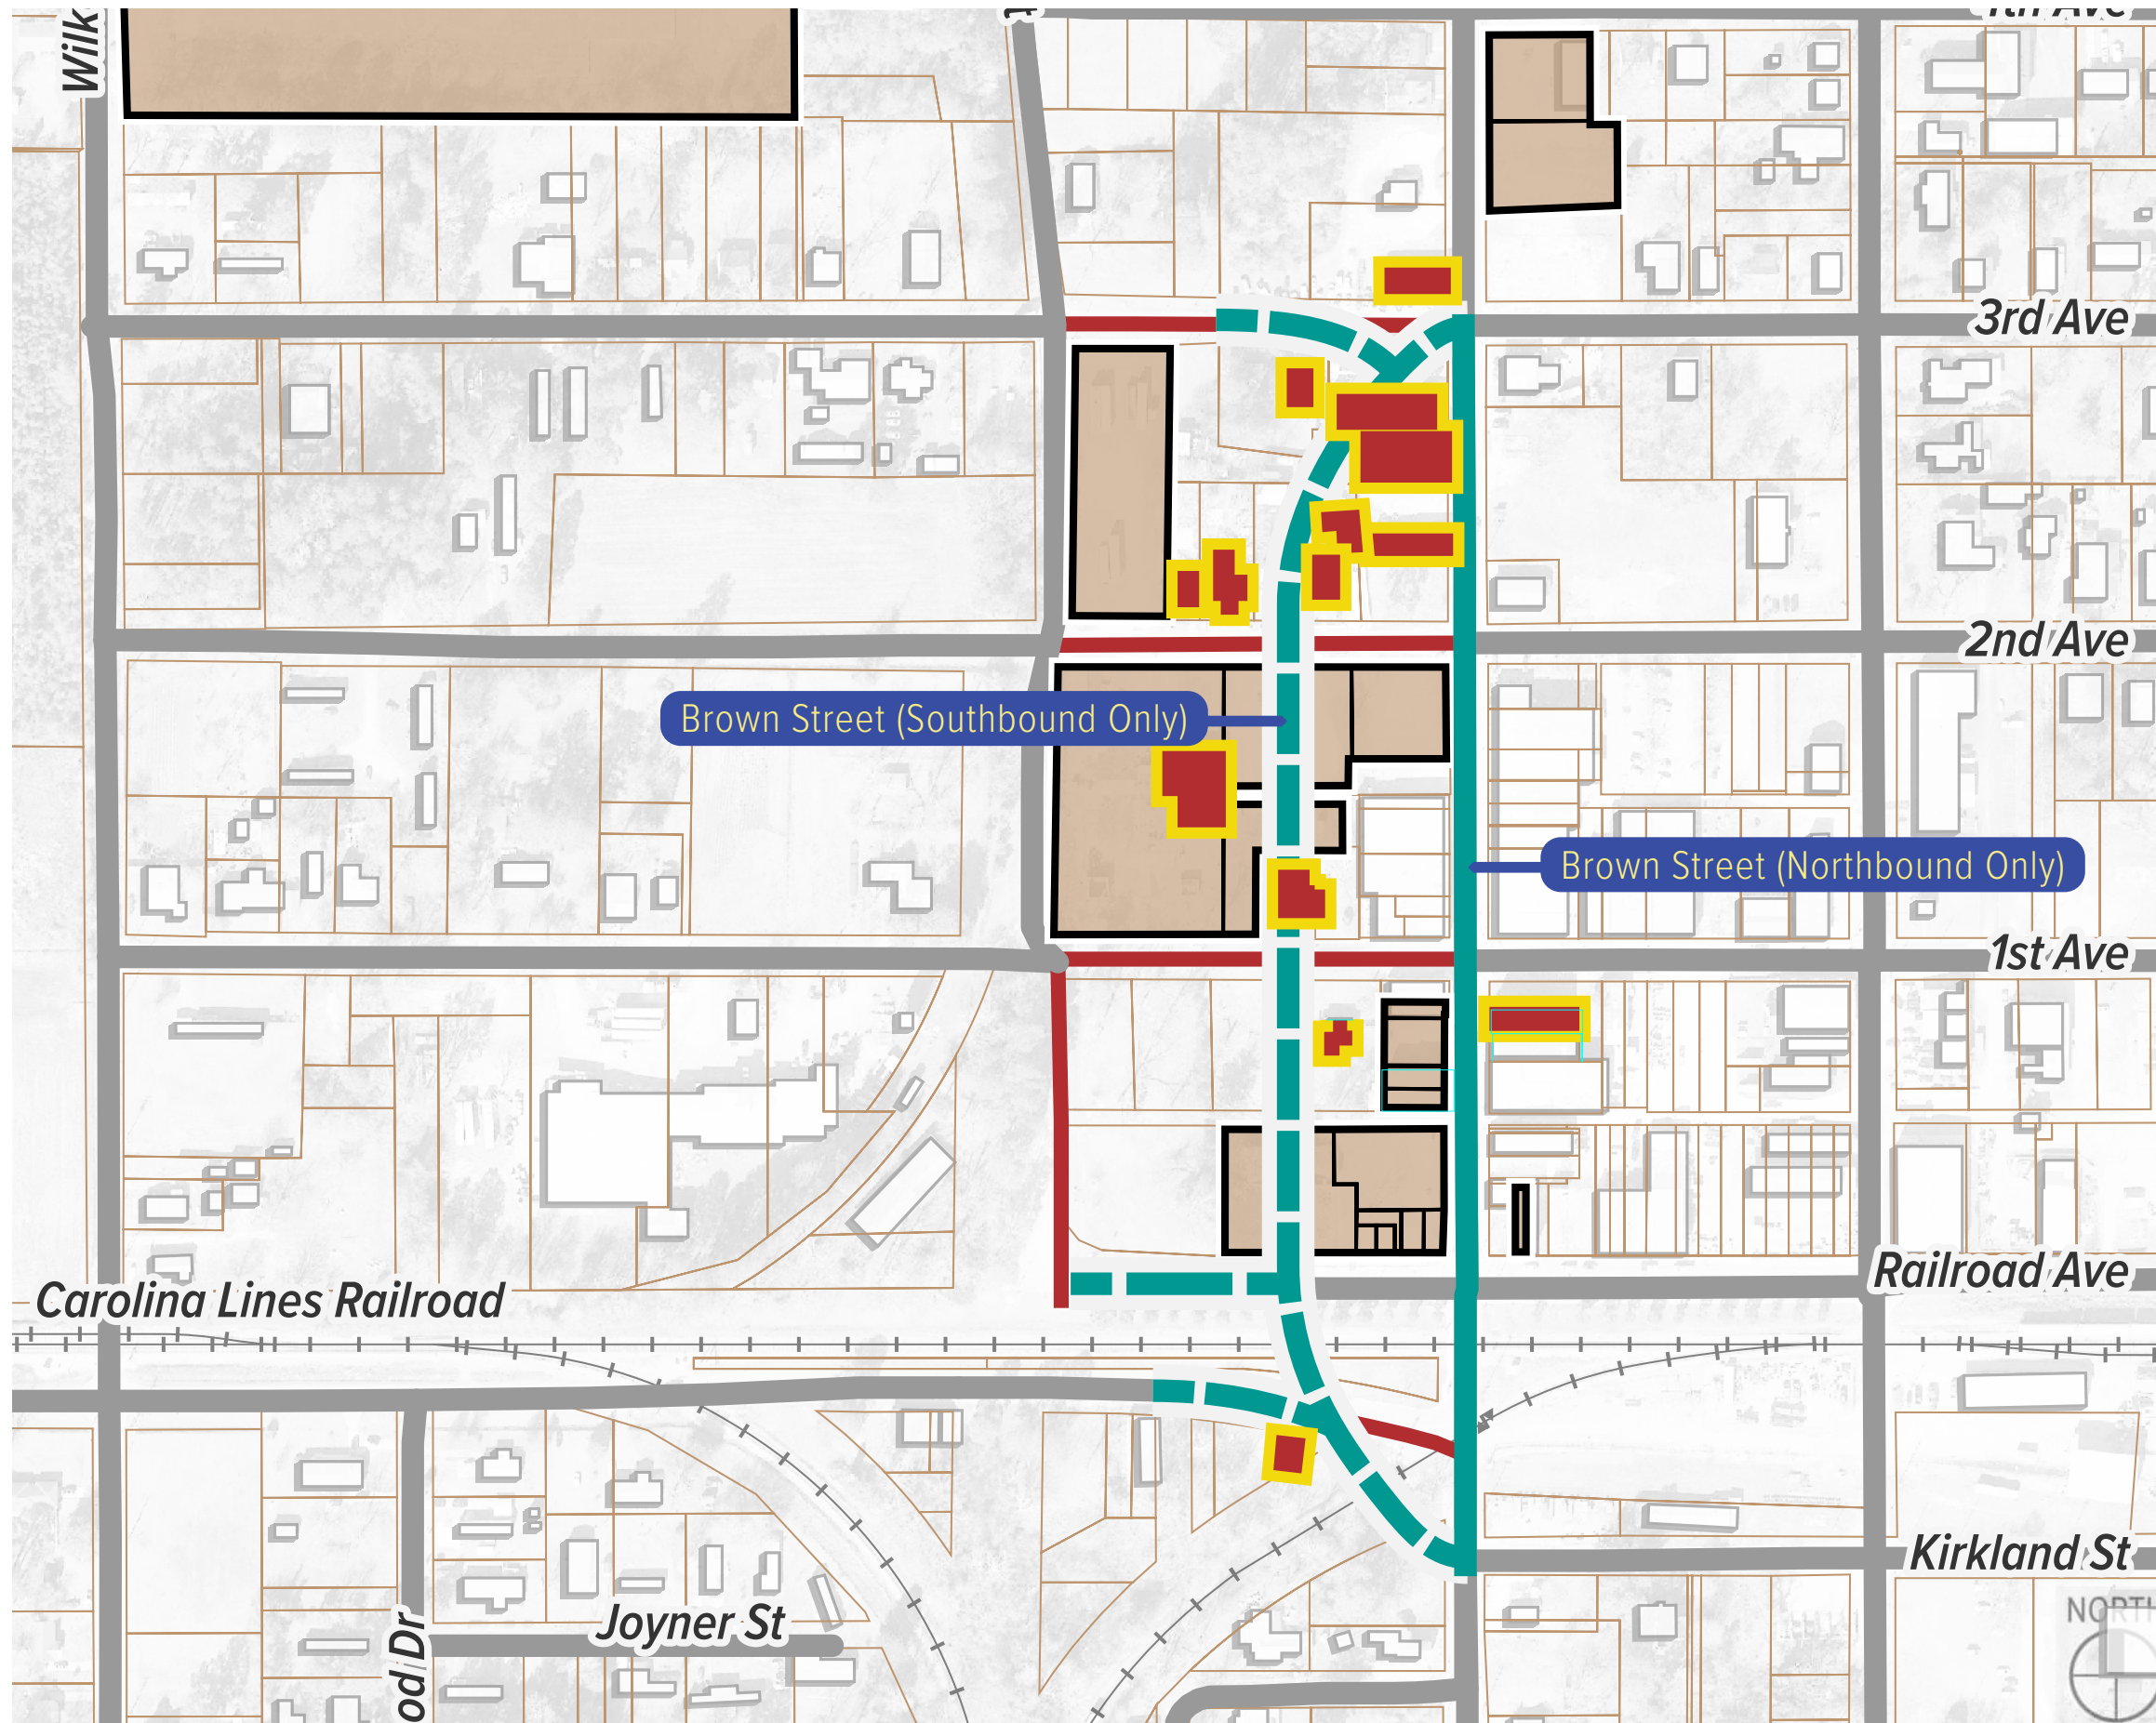 3rd Ave
2nd Ave
Brown Street (Southbound Only)
Brown Street (Northbound Only)
1st Ave
Railroad Ave
Carolina Lines Railroad
Kirkland St
Joyner St